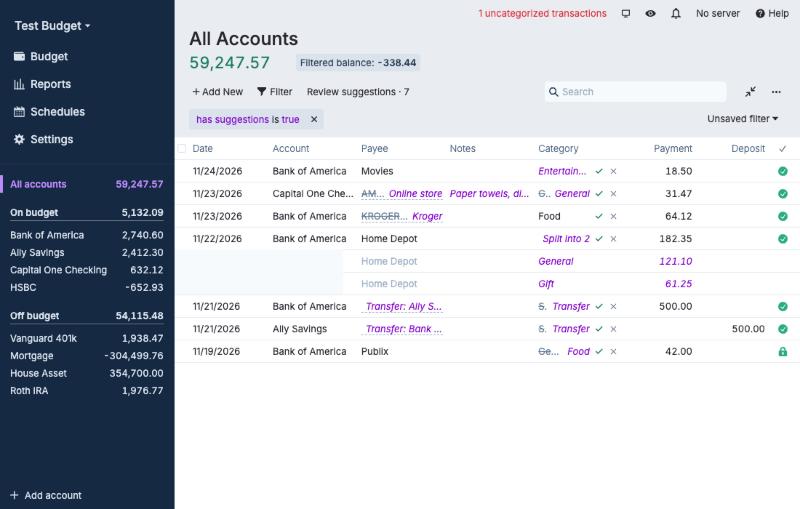 Test Budget
Budget
Reports
Schedules
Settings
All accounts 59,247.57
On budget 5,132.09
Bank of America 2,740.60
Ally Savings 2,412.30
Capital One Checking 632.12
HSBC -652.93
Off budget 54,115.48
Vanguard 401k 1,938.47
Mortgage -304,499.76
House Asset 354,700.00
Roth IRA 1,976.77
+ Add account
1 uncategorized transactions No server Help
All Accounts
59,247.57 Filtered balance: -338.44
+ Add New Filter Review suggestions · 7 Search ···
has suggestions is true × Unsaved filter
Date Account Payee Notes Category Payment Deposit ✓
11/24/2026 Bank of America Movies Entertain... ✓ × 18.50
11/23/2026 Capital One Che... AM... Online store Paper towels, di... G.. General ✓ × 31.47
11/23/2026 Bank of America KROGER... Kroger Food ✓ × 64.12
11/22/2026 Bank of America Home Depot Split into 2 ✓ × 182.35
Home Depot General 121.10
Home Depot Gift 61.25
11/21/2026 Bank of America Transfer: Ally S... S. Transfer ✓ × 500.00
11/21/2026 Ally Savings Transfer: Bank ... S. Transfer ✓ × 500.00
11/19/2026 Bank of America Publix Ge... Food ✓ × 42.00